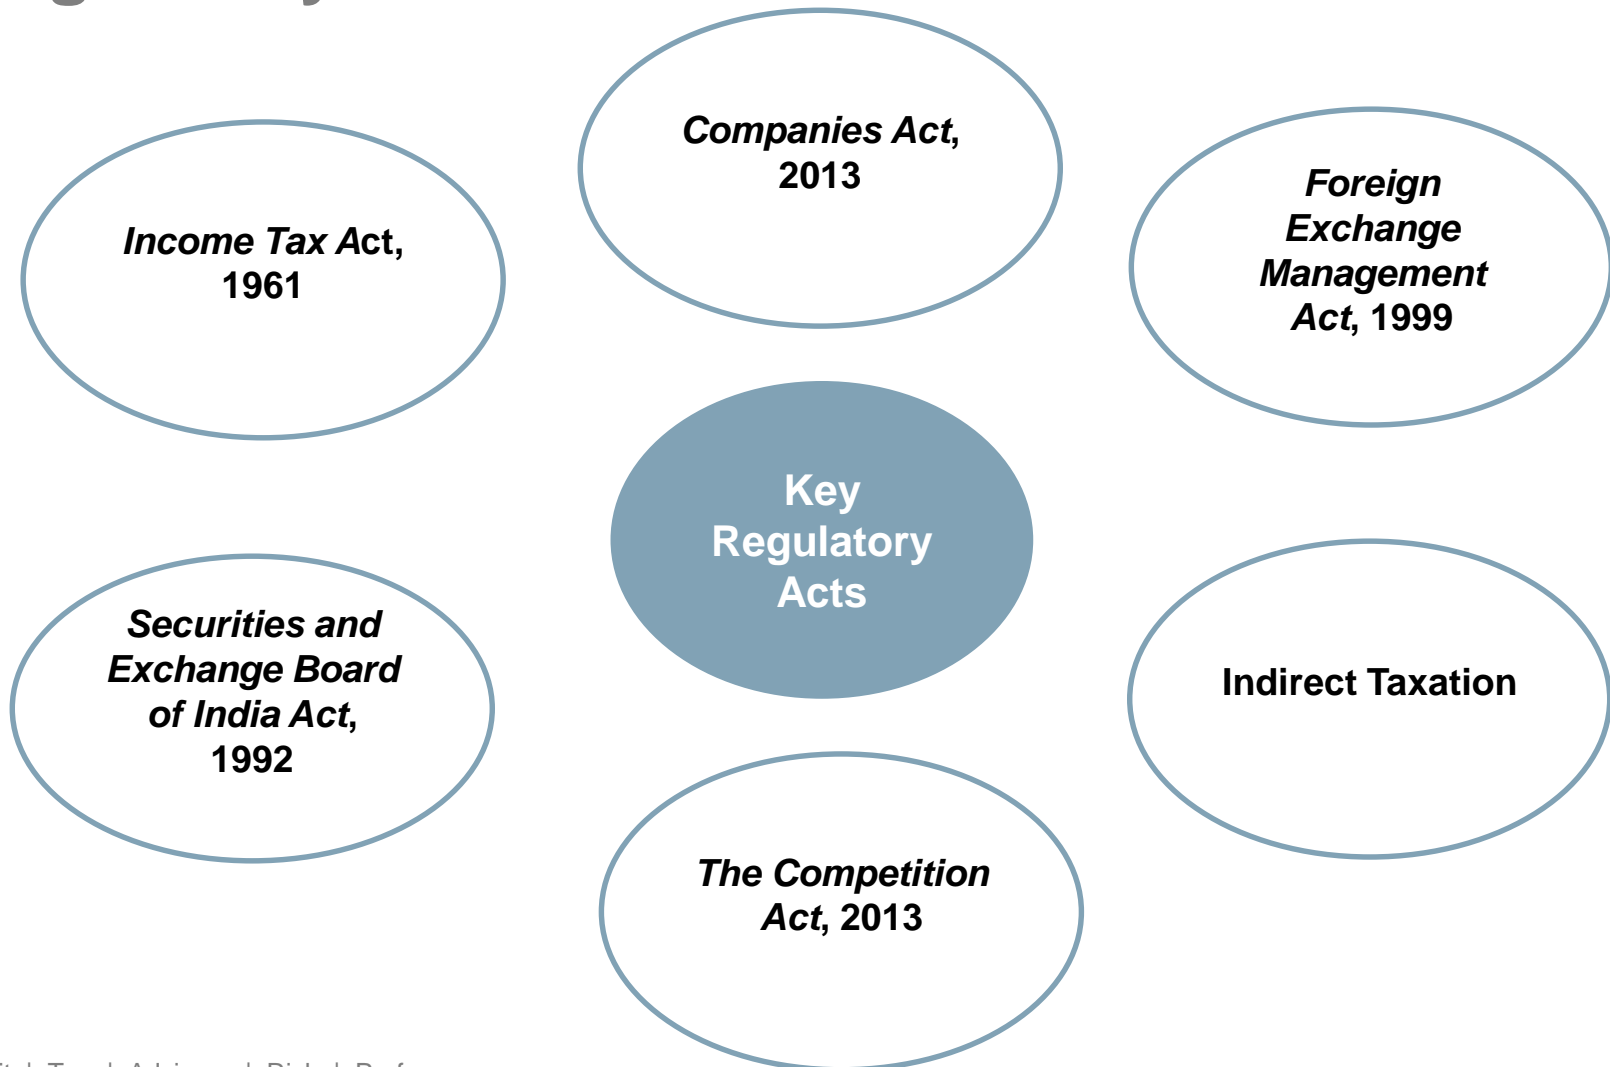 Companies Act,
2013
Income Tax Act,
1961
Foreign
Exchange
Management
Act, 1999
Key
Regulatory
Acts
Securities and
Exchange Board
of India Act,
1992
Indirect Taxation
The Competition
Act, 2013